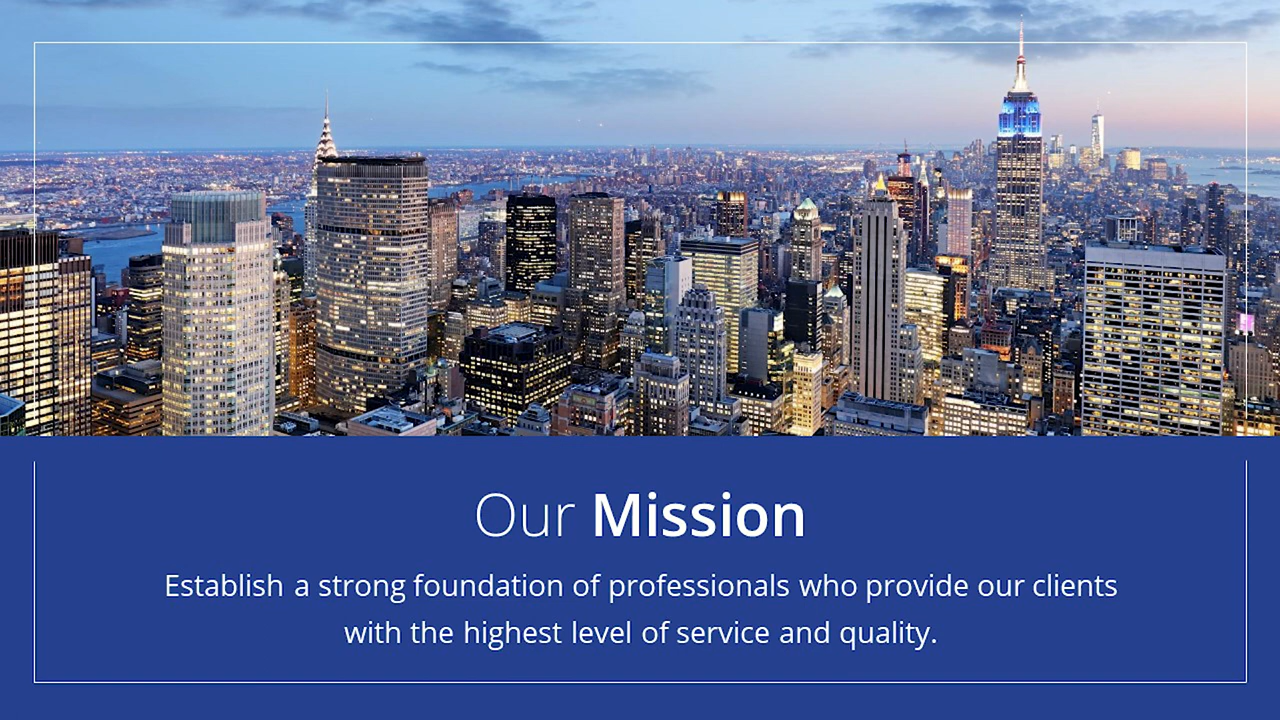 Our Mission
Establish a strong foundation of professionals who provide our clients
with the highest level of service and quality.